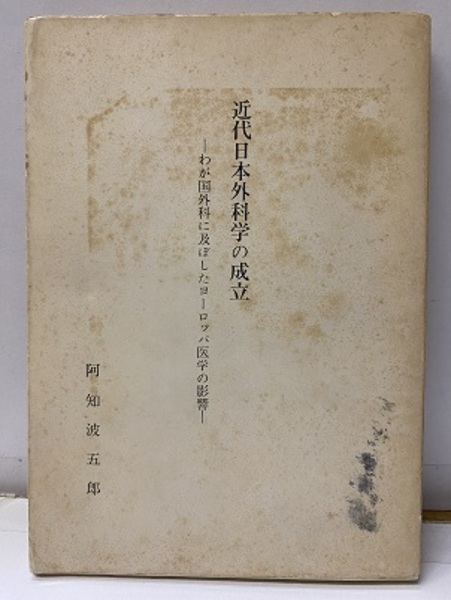 近代日本外科学の成立
―わが国外科に及ぼしたヨーロッパ医学の影響―
阿知波五郎